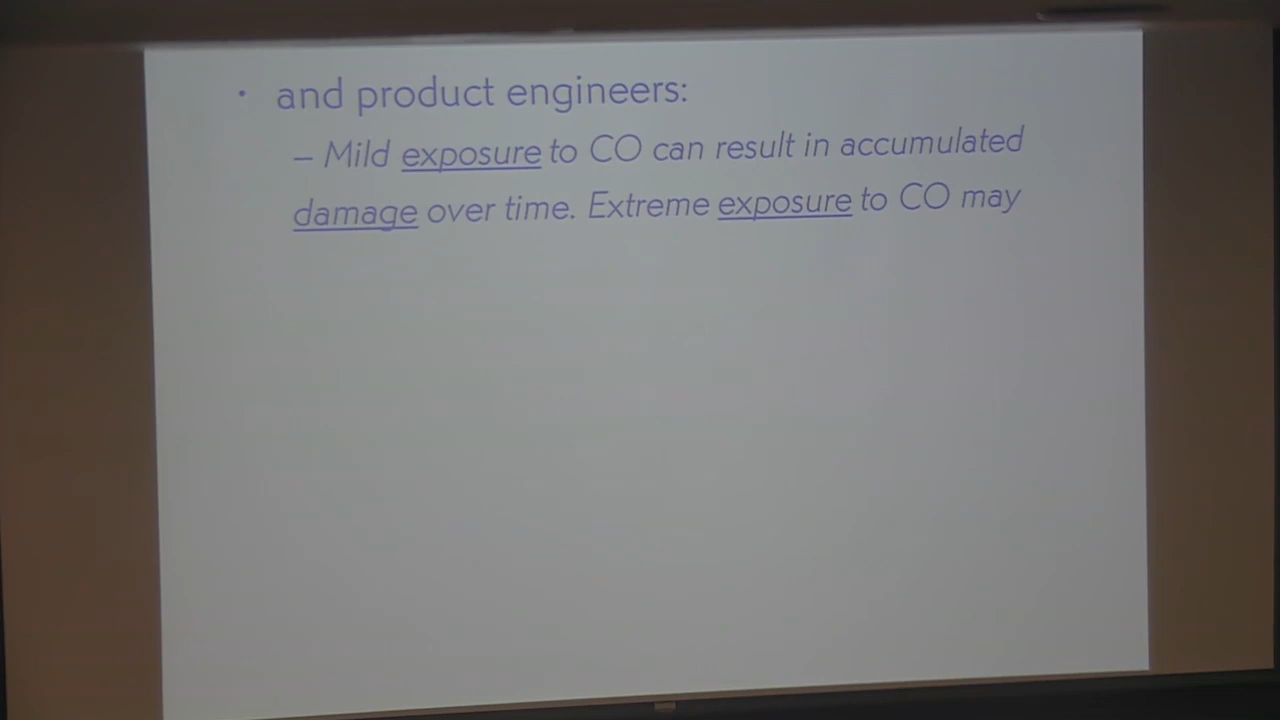 • and product engineers:
– Mild exposure to CO can result in accumulated
damage over time. Extreme exposure to CO may